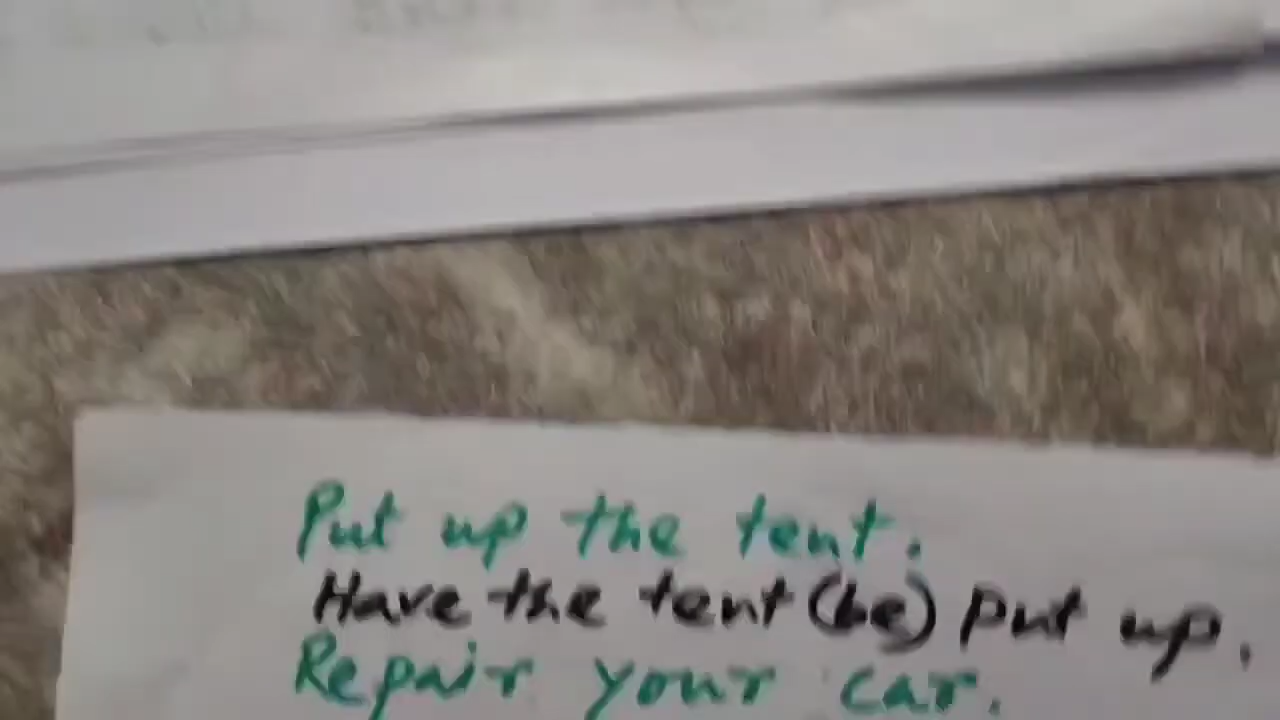 Put up the tent.
Have the tent (be) put up.
Repair your car.